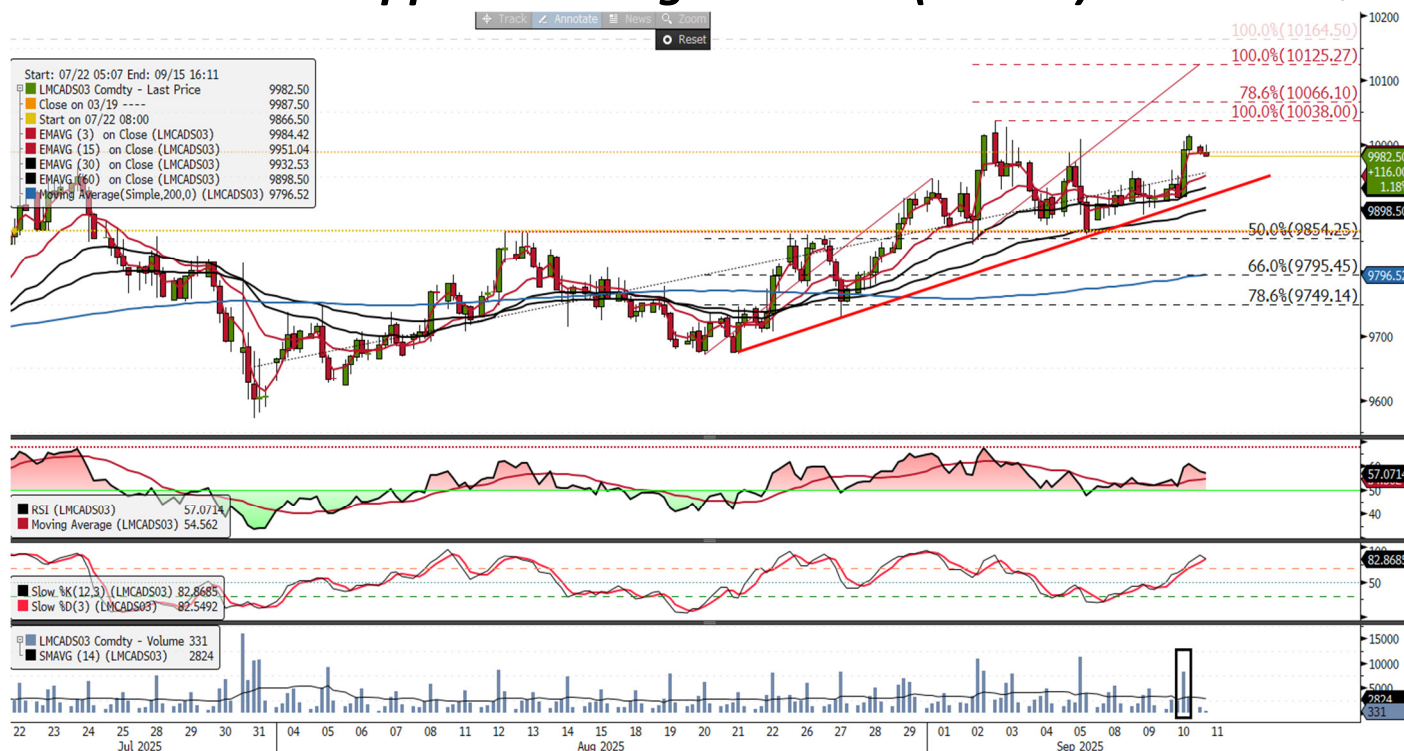 Track Annotate News Zoom
Reset
Start: 07/22 05:07 End: 09/15 16:11
LMCADS03 Comdty - Last Price 9982.50
Close on 03/19 ---- 9987.50
Start on 07/22 08:00 9866.50
EMAVG (3) on Close (LMCADS03) 9984.42
EMAVG (15) on Close (LMCADS03) 9951.04
EMAVG (30) on Close (LMCADS03) 9932.53
EMAVG (60) on Close (LMCADS03) 9898.50
Moving Average(Simple,200,0) (LMCADS03) 9796.52
100.0%(10164.50)
100.0%(10125.27)
78.6%(10066.10)
100.0%(10038.00)
50.0%(9854.25)
66.0%(9795.45)
78.6%(9749.14)
10200
10100
10000
9982.50
+116.00
1.18%
9898.50
9796.52
9700
9600
RSI (LMCADS03) 57.0714
Moving Average (LMCADS03) 54.562
57.0714
50
40
Slow %K(12,3) (LMCADS03) 82.8685
Slow %D(3) (LMCADS03) 82.5492
100
82.8685
50
0
LMCADS03 Comdty - Volume 331
SMAVG (14) (LMCADS03) 2824
15000
10000
5000
2824
331
22 23 24 25 28 29 30 31 04 05 06 07 08 11 12 13 14 15 18 19 20 21 22 26 27 28 29 01 02 03 04 05 08 09 10 11
Jul 2025 Aug 2025 Sep 2025